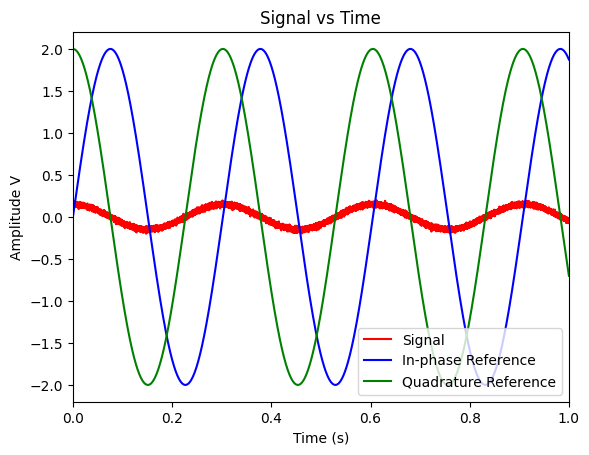 Signal vs Time
2.0
1.5
1.0
0.5
0.0
−0.5
−1.0
−1.5
−2.0
Amplitude V
Signal
In-phase Reference
Quadrature Reference
0.0 0.2 0.4 0.6 0.8 1.0
Time (s)